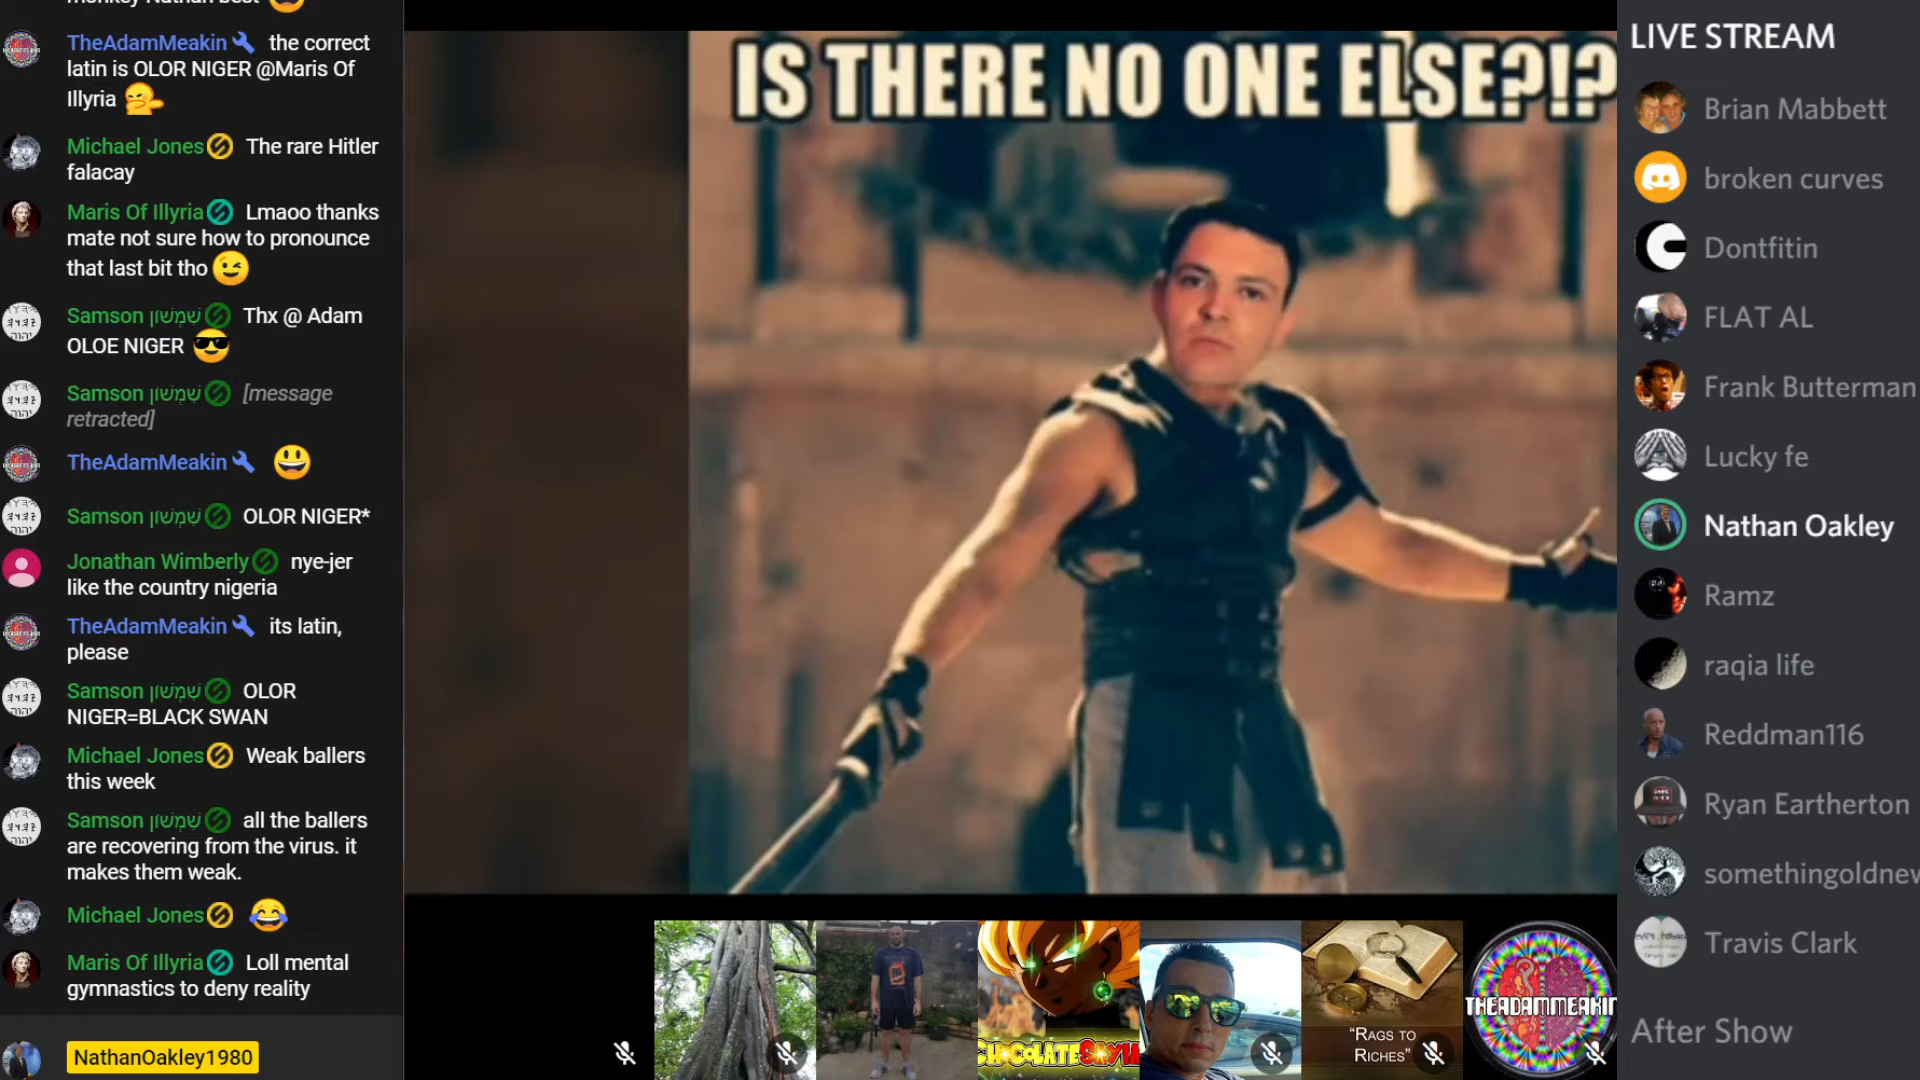 monkey Nathan best
TheAdamMeakin the correct
latin is OLOR NIGER @Maris Of
Illyria
Michael Jones The rare Hitler
falacay
Maris Of Illyria Lmaoo thanks
mate not sure how to pronounce
that last bit tho
Samson שִׁמְשׁוֹן Thx @ Adam
OLOE NIGER
Samson שִׁמְשׁוֹן [message
retracted]
TheAdamMeakin
Samson שִׁמְשׁוֹן OLOR NIGER*
Jonathan Wimberly nye-jer
like the country nigeria
TheAdamMeakin its latin,
please
Samson שִׁמְשׁוֹן OLOR
NIGER=BLACK SWAN
Michael Jones Weak ballers
this week
Samson שִׁמְשׁוֹן all the ballers
are recovering from the virus. it
makes them weak.
Michael Jones
Maris Of Illyria Loll mental
gymnastics to deny reality
NathanOakley1980
IS THERE NO ONE ELSE?!?
CHOCOLATE SAYIA
"RAGS TO
RICHES"
THEADAMMEAKIN
LIVE STREAM
Brian Mabbett
broken curves
Dontfitin
FLAT AL
Frank Butterman
Lucky fe
Nathan Oakley
Ramz
raqia life
Reddman116
Ryan Eartherton
somethingoldnew
Travis Clark
After Show